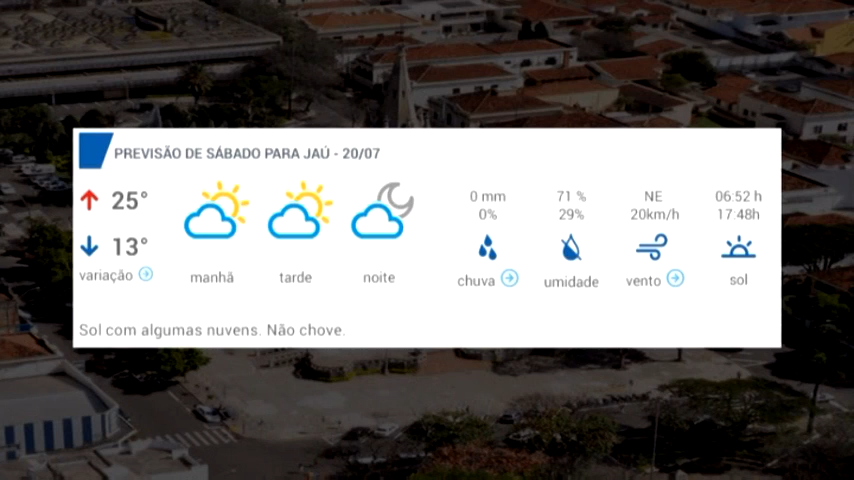 PREVISÃO DE SÁBADO PARA JAÚ - 20/07
25°
13°
variação
manhã
tarde
noite
0 mm
0%
chuva
71 %
29%
umidade
NE
20km/h
vento
06:52 h
17:48h
sol
Sol com algumas nuvens. Não chove.